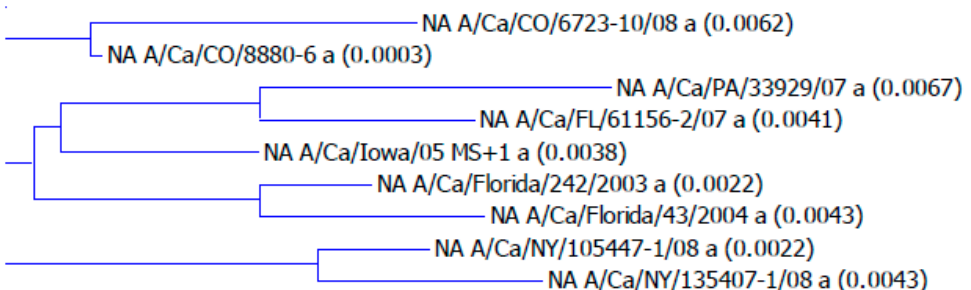 NA A/Ca/CO/6723-10/08 a (0.0062)
NA A/Ca/CO/8880-6 a (0.0003)
NA A/Ca/PA/33929/07 a (0.0067)
NA A/Ca/FL/61156-2/07 a (0.0041)
NA A/Ca/Iowa/05 MS+1 a (0.0038)
NA A/Ca/Florida/242/2003 a (0.0022)
NA A/Ca/Florida/43/2004 a (0.0043)
NA A/Ca/NY/105447-1/08 a (0.0022)
NA A/Ca/NY/135407-1/08 a (0.0043)